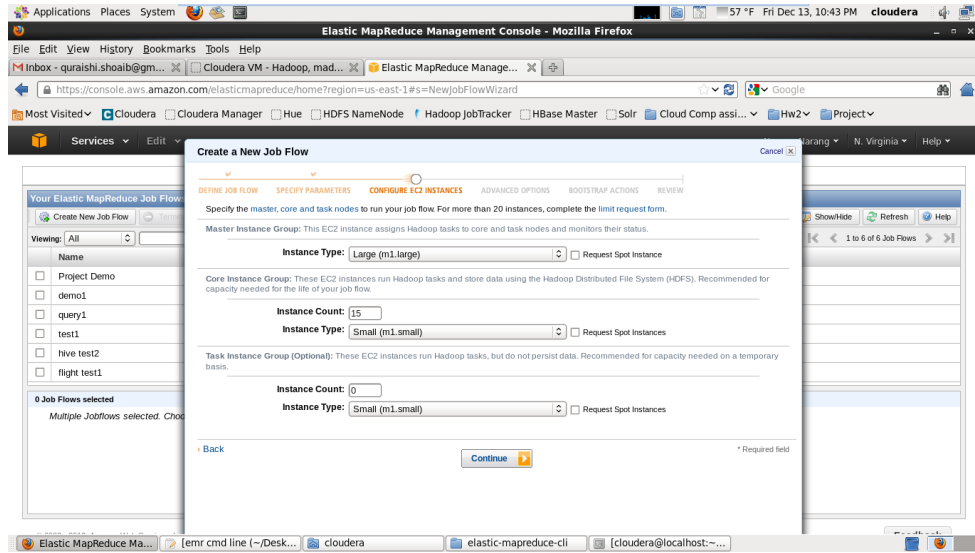 Applications Places System 57 °F Fri Dec 13, 10:43 PM cloudera
Elastic MapReduce Management Console - Mozilla Firefox
File Edit View History Bookmarks Tools Help
Inbox - quraishi.shoaib@gm... Cloudera VM - Hadoop, mad... Elastic MapReduce Manage...
https://console.aws.amazon.com/elasticmapreduce/home?region=us-east-1#s=NewJobFlowWizard Google
Most Visited Cloudera Cloudera Manager Hue HDFS NameNode Hadoop JobTracker HBase Master Solr Cloud Comp assi... Hw2 Project
Services Edit Narang N. Virginia Help
Create a New Job Flow Cancel
DEFINE JOB FLOW SPECIFY PARAMETERS CONFIGURE EC2 INSTANCES ADVANCED OPTIONS BOOTSTRAP ACTIONS REVIEW
Specify the master, core and task nodes to run your job flow. For more than 20 instances, complete the limit request form.
Master Instance Group: This EC2 instance assigns Hadoop tasks to core and task nodes and monitors their status.
Instance Type: Large (m1.large) Request Spot Instance
Core Instance Group: These EC2 instances run Hadoop tasks and store data using the Hadoop Distributed File System (HDFS). Recommended for
capacity needed for the life of your job flow.
Instance Count: 15
Instance Type: Small (m1.small) Request Spot Instances
Task Instance Group (Optional): These EC2 instances run Hadoop tasks, but do not persist data. Recommended for capacity needed on a temporary
basis.
Instance Count: 0
Instance Type: Small (m1.small) Request Spot Instances
Back * Required field
Continue
Your Elastic MapReduce Job Flows
Create New Job Flow Show/Hide Refresh Help
Viewing: All 1 to 6 of 6 Job Flows
Name
Project Demo
demo1
query1
test1
hive test2
flight test1
0 Job Flows selected
Multiple Jobflows selected. Choo
Elastic MapReduce Ma... [emr cmd line (~/Desk... cloudera elastic-mapreduce-cli [cloudera@localhost:~...